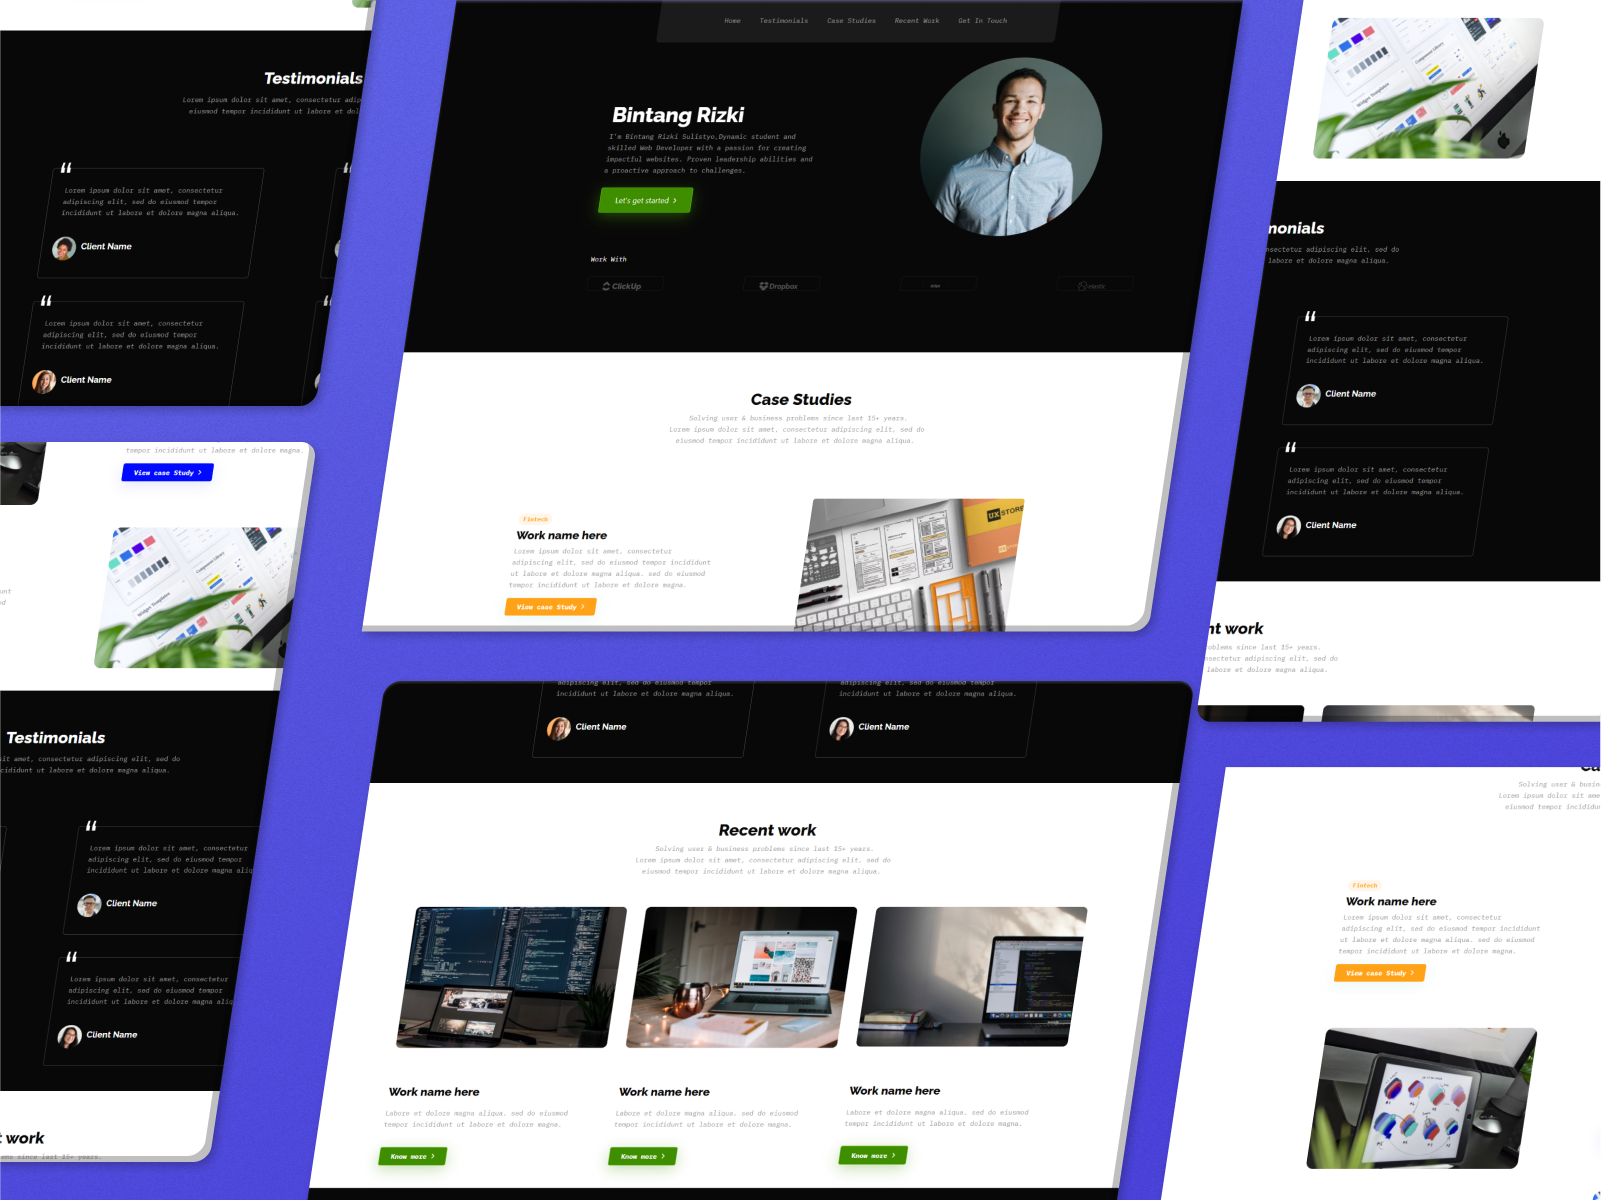 Testimonials
Lorem ipsum dolor sit amet, consectetur
eiusmod tempor incididunt ut labore et
“
Lorem ipsum dolor sit amet, consectetur
adipiscing elit, sed do eiusmod tempor
incididunt ut labore et dolore magna aliqua.
Client Name
“
Lorem ipsum dolor sit amet, consectetur
adipiscing elit, sed do eiusmod tempor
incididunt ut labore et dolore magna aliqua.
Client Name
tempor incididunt ut labore et dolore magna.
View case Study >
Testimonials
sit amet, consectetur adipiscing elit, sed do
ut labore et dolore magna aliqua.
“
Lorem ipsum dolor sit amet, consectetur
adipiscing elit, sed do eiusmod tempor
incididunt ut labore et dolore magna
Client Name
“
Lorem ipsum dolor sit amet, consectetur
adipiscing elit, sed do eiusmod tempor
incididunt ut labore et dolore magna
Client Name
work
since last 15+ years.
Home Testimonials Case Studies Recent Work Get In Touch
Bintang Rizki
I'm Bintang Rizki Sulistyo,Dynamic student and
skilled Web Developer with a passion for creating
impactful websites. Proven leadership abilities and
a proactive approach to challenges.
Let's get started >
Work With
ClickUp Dropbox elastic
Case Studies
Solving user & business problems since last 15+ years.
Lorem ipsum dolor sit amet, consectetur adipiscing elit, sed do
eiusmod tempor incididunt ut labore et dolore magna aliqua.
Fintech
Work name here
Lorem ipsum dolor sit amet, consectetur
adipiscing elit, sed do eiusmod tempor incididunt
ut labore et dolore magna aliqua. sed do eiusmod
tempor incididunt ut labore et dolore magna.
View case Study >
UX STORE
adipiscing elit, sed do eiusmod tempor
incididunt ut labore et dolore magna aliqua.
Client Name
adipiscing elit, sed do eiusmod tempor
incididunt ut labore et dolore magna aliqua.
Client Name
Recent work
Solving user & business problems since last 15+ years.
Lorem ipsum dolor sit amet, consectetur adipiscing elit, sed do
eiusmod tempor incididunt ut labore et dolore magna aliqua.
Work name here
Labore et dolore magna aliqua. sed do eiusmod
tempor incididunt ut labore et dolore magna.
Know more >
Work name here
Labore et dolore magna aliqua. sed do eiusmod
tempor incididunt ut labore et dolore magna.
Know more >
Work name here
Labore et dolore magna aliqua. sed do eiusmod
tempor incididunt ut labore et dolore magna.
Know more >
monials
adipiscing elit, sed do
labore et dolore magna aliqua.
“
Lorem ipsum dolor sit amet, consectetur
adipiscing elit, sed do eiusmod tempor
incididunt ut labore et dolore magna aliqua.
Client Name
“
Lorem ipsum dolor sit amet, consectetur
adipiscing elit, sed do eiusmod tempor
incididunt ut labore et dolore magna aliqua.
Client Name
nt work
since last 15+ years.
adipiscing elit, sed do
labore et dolore magna aliqua.
Solving user &
Lorem ipsum dolor sit
eiusmod tempor
Fintech
Work name here
Lorem ipsum dolor sit amet, consectetur
adipiscing elit, sed do eiusmod tempor incididunt
ut labore et dolore magna aliqua. sed do eiusmod
tempor incididunt ut labore et dolore magna.
View case Study >